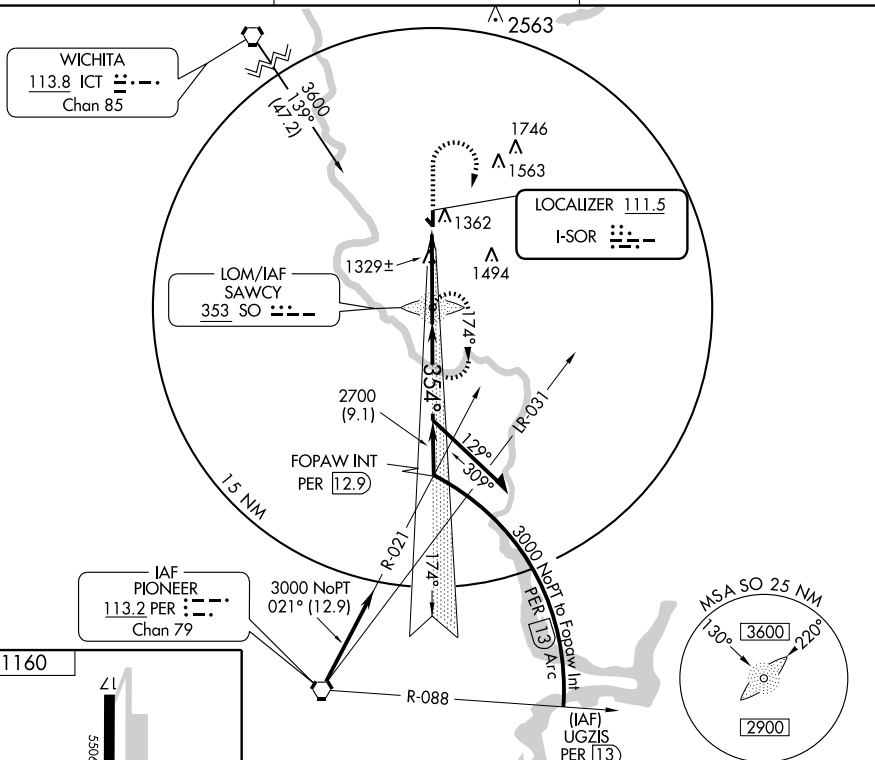 2563
WICHITA
113.8 ICT
Chan 85
3600
139°
(47.2)
1746
1563
LOCALIZER 111.5
I-SOR
1362
1329±
1494
LOM/IAF
SAWCY
353 SO
174°
354°
2700
(9.1)
LR-031
129°
309°
FOPAW INT
PER 12.9
15 NM
R-021
174°
3000 NoPT to Fopaw Int
PER 13 Arc
IAF
PIONEER
113.2 PER
Chan 79
3000 NoPT
021° (12.9)
MSA SO 25 NM
130°
3600
220°
2900
1160
17
5506
R-088
(IAF)
UGZIS
PER 13